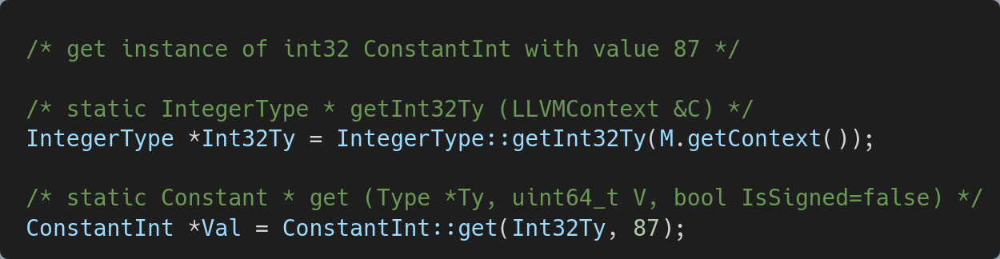 /* get instance of int32 ConstantInt with value 87 */
/* static IntegerType * getInt32Ty (LLVMContext &C) */
IntegerType *Int32Ty = IntegerType::getInt32Ty(M.getContext());
/* static Constant * get (Type *Ty, uint64_t V, bool IsSigned=false) */
ConstantInt *Val = ConstantInt::get(Int32Ty, 87);